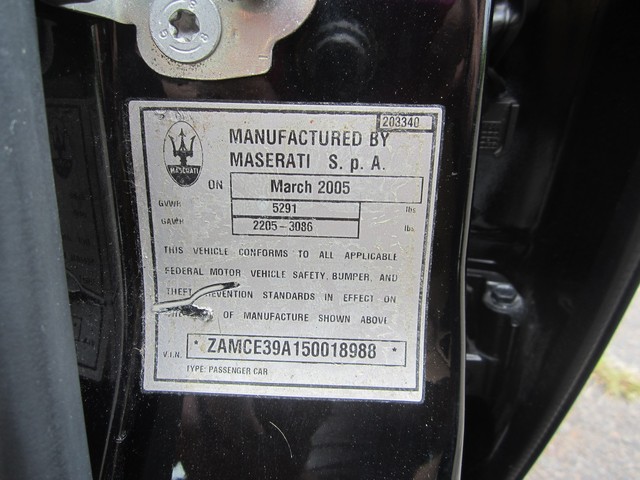 203340
MANUFACTURED BY
MASERATI S. p. A.
MASERATI
ON March 2005
GVWR 5291 lbs
GAWR 2205-3086 lbs
THIS VEHICLE CONFORMS TO ALL APPLICABLE
FEDERAL MOTOR VEHICLE SAFETY, BUMPER, AND
THEFT STANDARDS IN EFFECT ON
OF MANUFACTURE SHOWN ABOVE
V.I.N. * ZAMCE39A150018988 *
TYPE: PASSENGER CAR